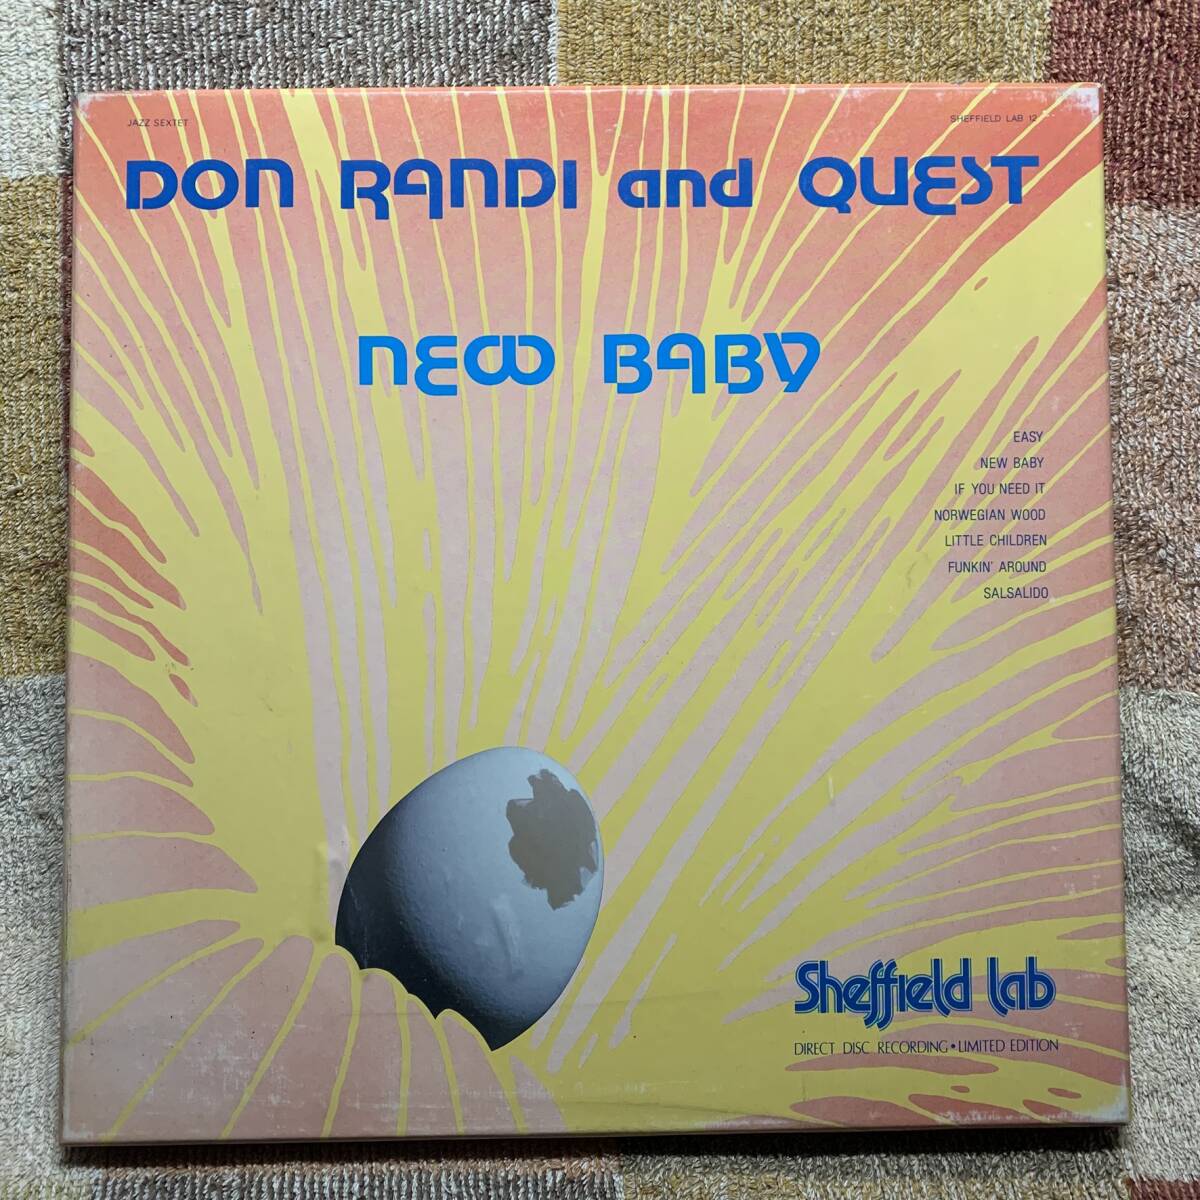 JAZZ SEXTET
SHEFFIELD LAB 12
DON RANDI and QUEST
NEW BABY
EASY
NEW BABY
IF YOU NEED IT
NORWEGIAN WOOD
LITTLE CHILDREN
FUNKIN' AROUND
SALSALIDO
Sheffield Lab
DIRECT DISC RECORDING • LIMITED EDITION